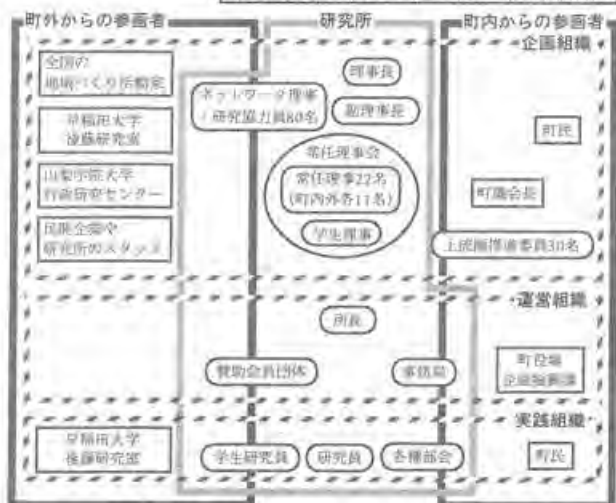 町外からの参画者
研究所
町内からの参画者
企画組織
全国の
地域づくり活動家
早稲田大学
後藤研究室
山梨学院大学
行政研究センター
民間企業や
研究所のスタッフ
ネットワーク理事
・研究協力員80名
理事長
副理事長
常任理事会
常任理事22名
(町内外各11名)
学生理事
町民
町議会長
上流圏推進委員30名
運営組織
所長
賛助会員団体
事務局
町役場
企画振興課
実践組織
早稲田大学
後藤研究室
学生研究員
研究員
各種部会
町民